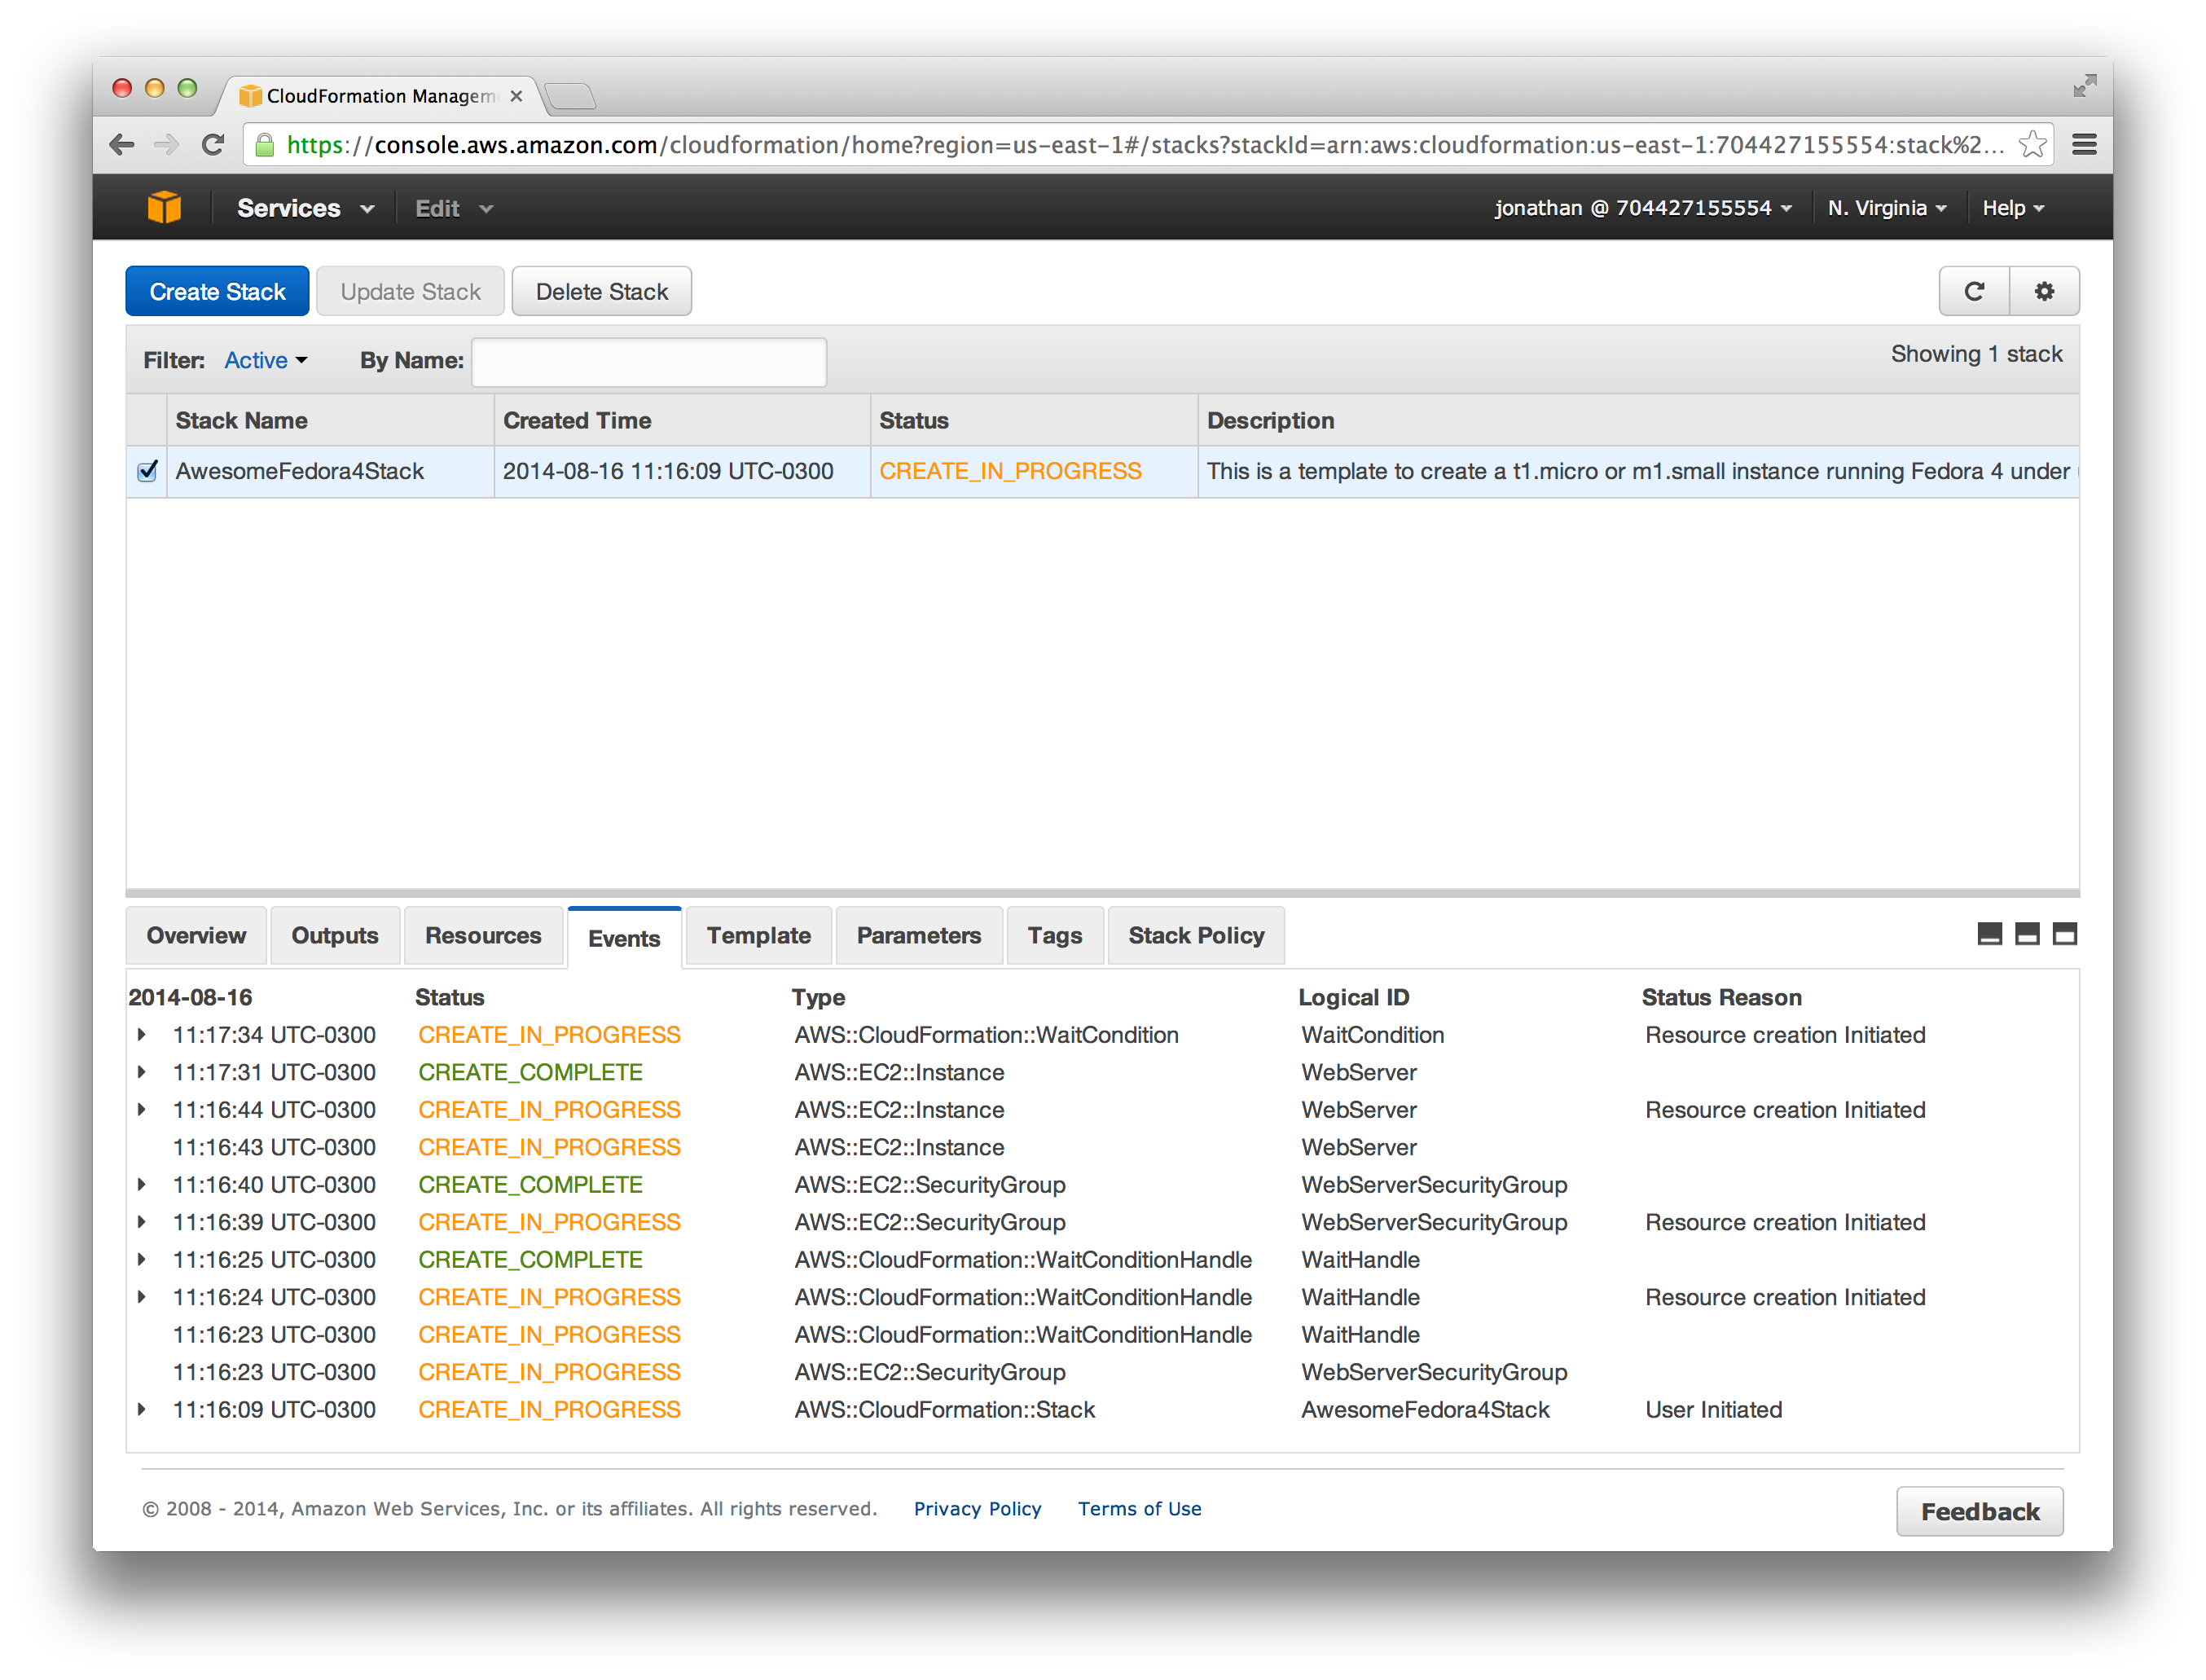 CloudFormation Managem
https://console.aws.amazon.com/cloudformation/home?region=us-east-1#/stacks?stackId=arn:aws:cloudformation:us-east-1:704427155554:stack%2...
Services Edit jonathan @ 704427155554 N. Virginia Help
Create Stack Update Stack Delete Stack
Filter: Active By Name: Showing 1 stack
Stack Name Created Time Status Description
AwesomeFedora4Stack 2014-08-16 11:16:09 UTC-0300 CREATE_IN_PROGRESS This is a template to create a t1.micro or m1.small instance running Fedora 4 under
Overview Outputs Resources Events Template Parameters Tags Stack Policy
2014-08-16 Status Type Logical ID Status Reason
11:17:34 UTC-0300 CREATE_IN_PROGRESS AWS::CloudFormation::WaitCondition WaitCondition Resource creation Initiated
11:17:31 UTC-0300 CREATE_COMPLETE AWS::EC2::Instance WebServer
11:16:44 UTC-0300 CREATE_IN_PROGRESS AWS::EC2::Instance WebServer Resource creation Initiated
11:16:43 UTC-0300 CREATE_IN_PROGRESS AWS::EC2::Instance WebServer
11:16:40 UTC-0300 CREATE_COMPLETE AWS::EC2::SecurityGroup WebServerSecurityGroup
11:16:39 UTC-0300 CREATE_IN_PROGRESS AWS::EC2::SecurityGroup WebServerSecurityGroup Resource creation Initiated
11:16:25 UTC-0300 CREATE_COMPLETE AWS::CloudFormation::WaitConditionHandle WaitHandle
11:16:24 UTC-0300 CREATE_IN_PROGRESS AWS::CloudFormation::WaitConditionHandle WaitHandle Resource creation Initiated
11:16:23 UTC-0300 CREATE_IN_PROGRESS AWS::CloudFormation::WaitConditionHandle WaitHandle
11:16:23 UTC-0300 CREATE_IN_PROGRESS AWS::EC2::SecurityGroup WebServerSecurityGroup
11:16:09 UTC-0300 CREATE_IN_PROGRESS AWS::CloudFormation::Stack AwesomeFedora4Stack User Initiated
© 2008 - 2014, Amazon Web Services, Inc. or its affiliates. All rights reserved. Privacy Policy Terms of Use Feedback